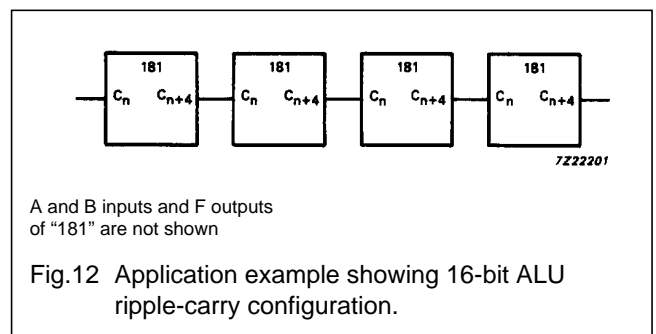 181 181 181 181
Cn Cn+4 Cn Cn+4 Cn Cn+4 Cn Cn+4
7Z22201
A and B inputs and F outputs
of “181” are not shown
Fig.12 Application example showing 16-bit ALU
ripple-carry configuration.